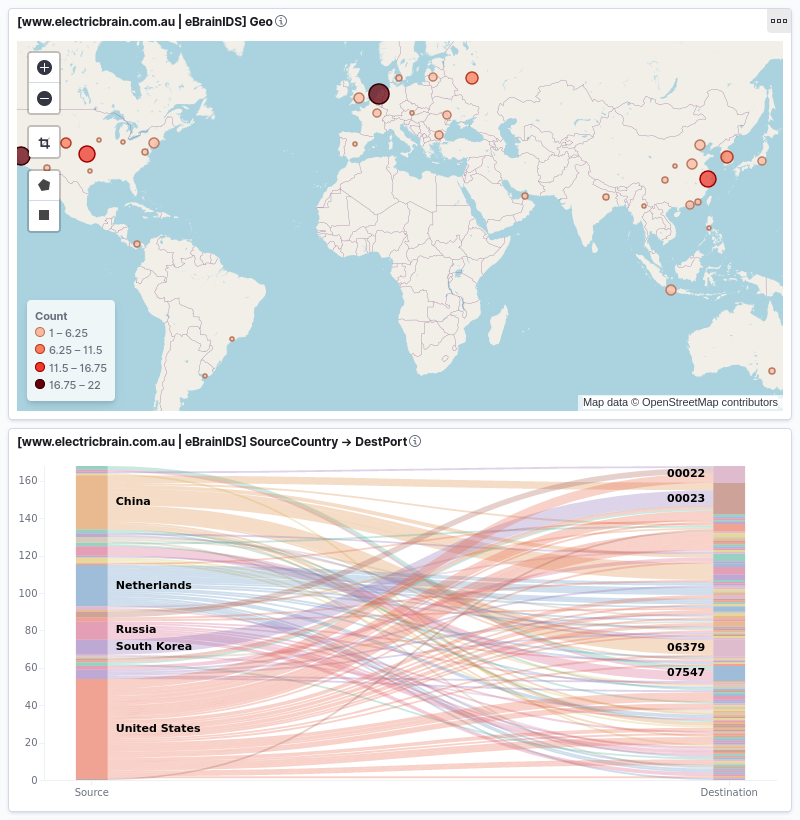 [www.electricbrain.com.au | eBrainIDS] Geo
Count
1 – 6.25
6.25 – 11.5
11.5 – 16.75
16.75 – 22
Map data © OpenStreetMap contributors
[www.electricbrain.com.au | eBrainIDS] SourceCountry → DestPort
160
140
120
100
80
60
40
20
0
China
Netherlands
Russia
South Korea
United States
00022
00023
06379
07547
Source
Destination